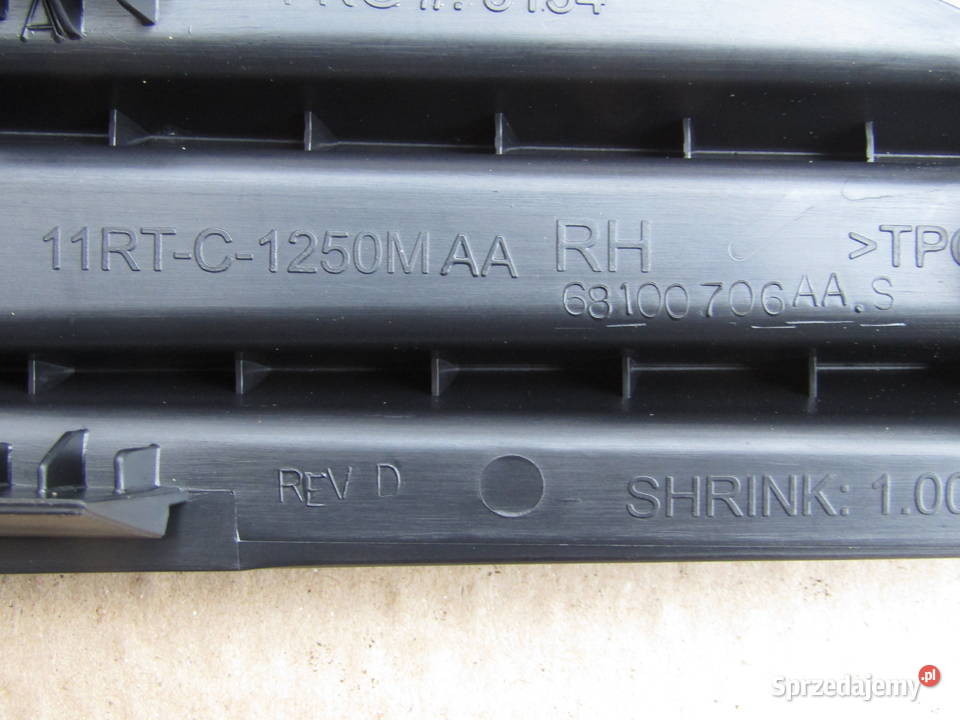 A
11RT-C-1250MAA RH >TPO
68100706AA.S
REV D SHRINK: 1.00
Sprzedajemy.pl